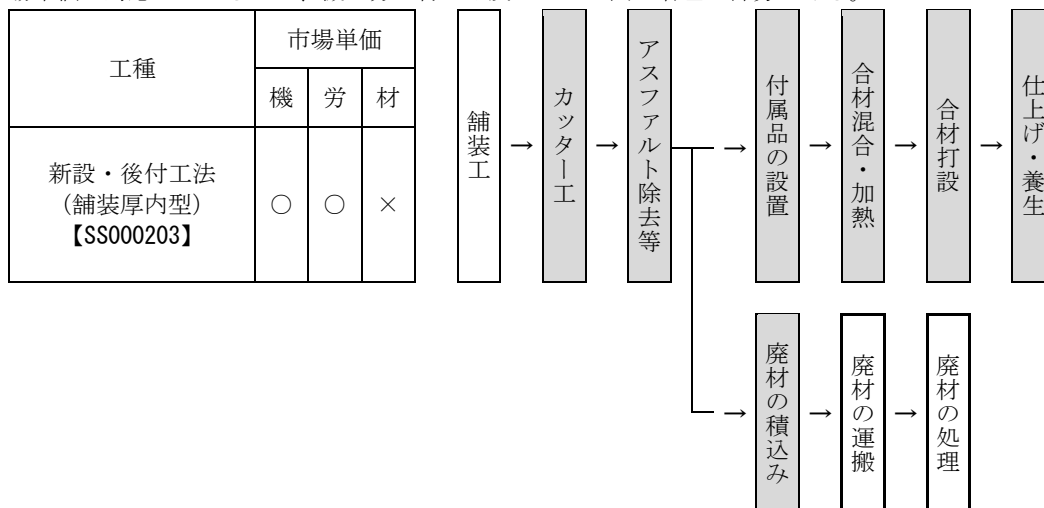 工種
市場単価
機 労 材
新設・後付工法
(舗装厚内型)
【SS000203】
○ ○ ×
舗装工
→
カッター工
→
アスファルト除去等
→
付属品の設置
→
合材混合・加熱
→
合材打設
→
仕上げ・養生
→
廃材の積込み
→
廃材の運搬
→
廃材の処理